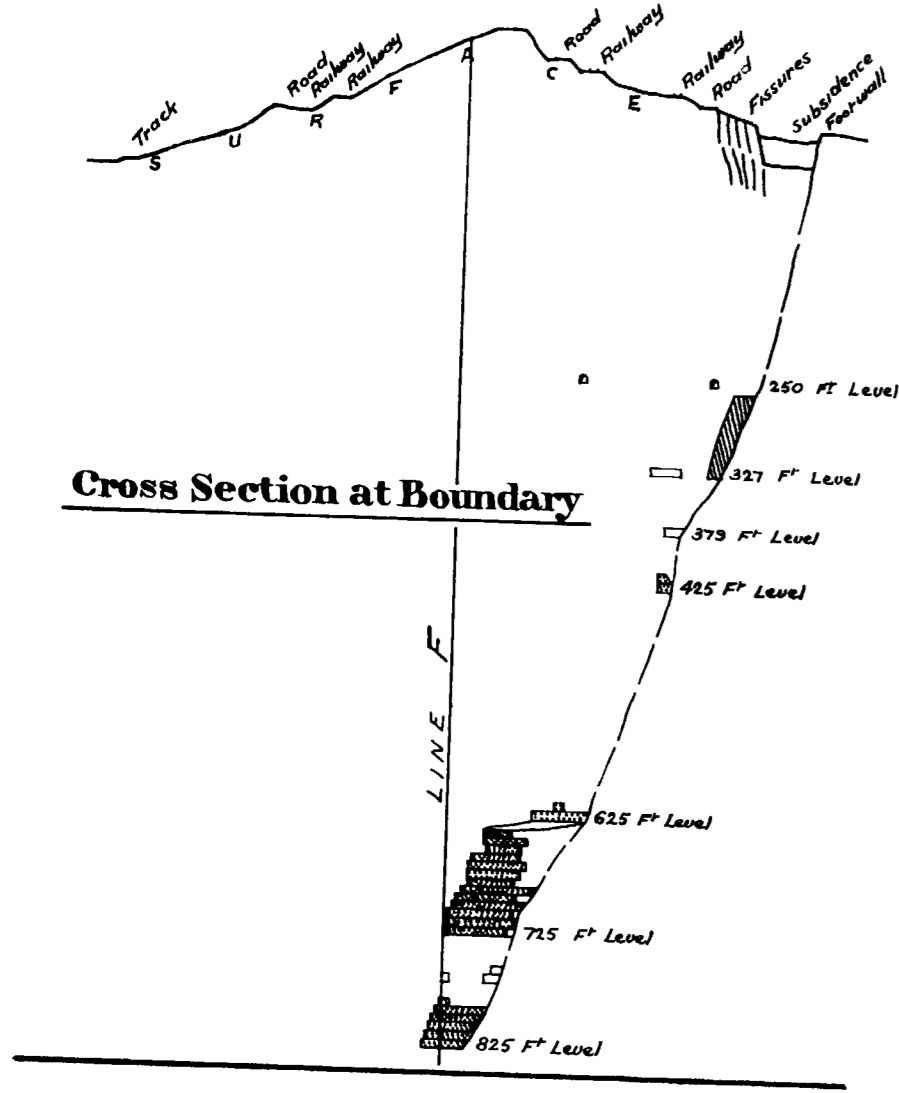 Track
Road
Railway
Railway
Road
Railway
Railway
Road
Fissures
Subsidence
Footwall
S
U
R
F
A
C
E
250 Ft Level
327 Ft Level
Cross Section at Boundary
379 Ft Level
425 Ft Level
LINE F
625 Ft Level
725 Ft Level
825 Ft Level